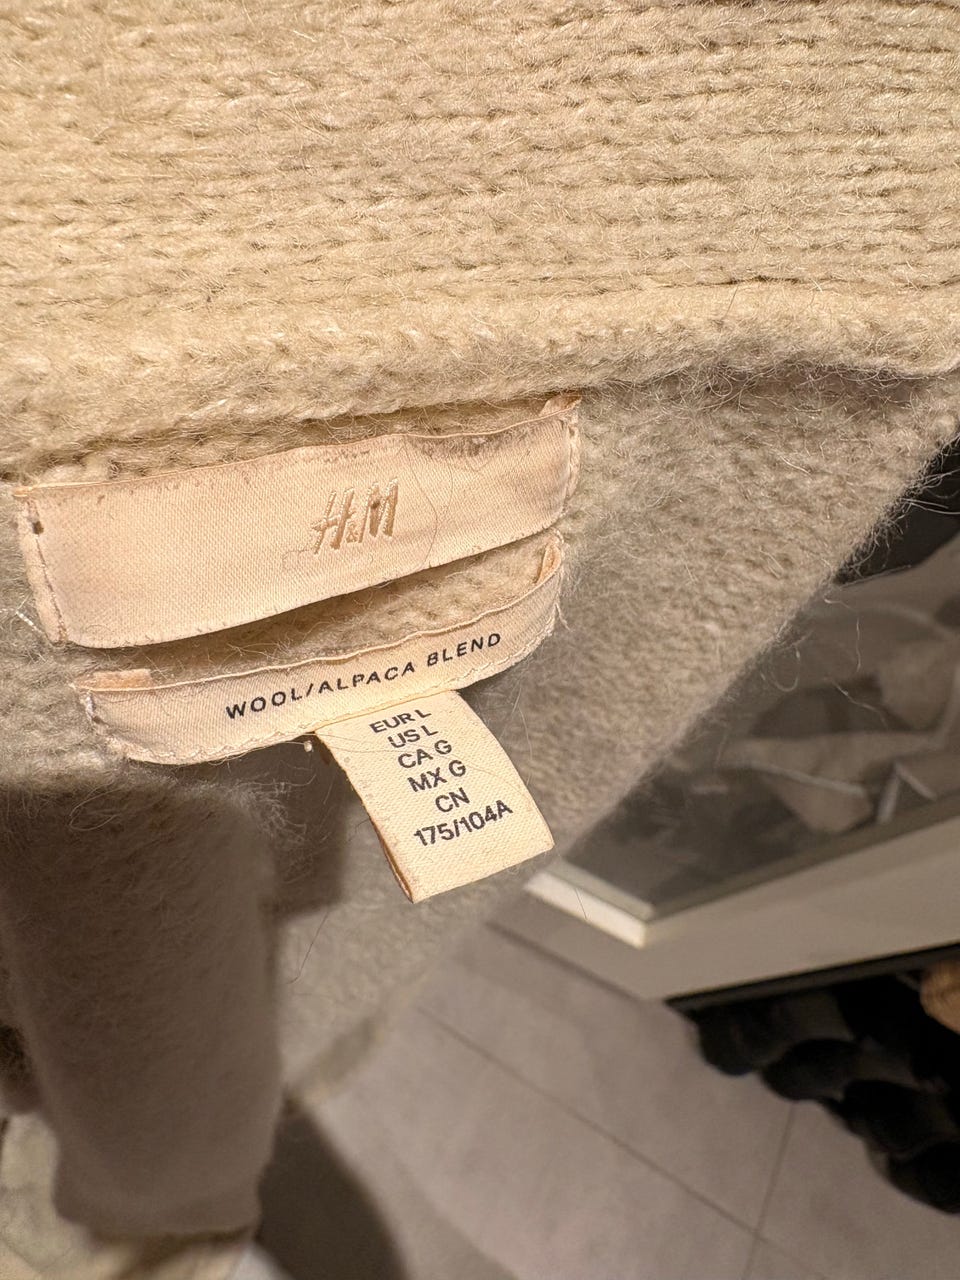 H&M
WOOL/ALPACA BLEND
EUR L
US L
CA G
MX G
CN
175/104A